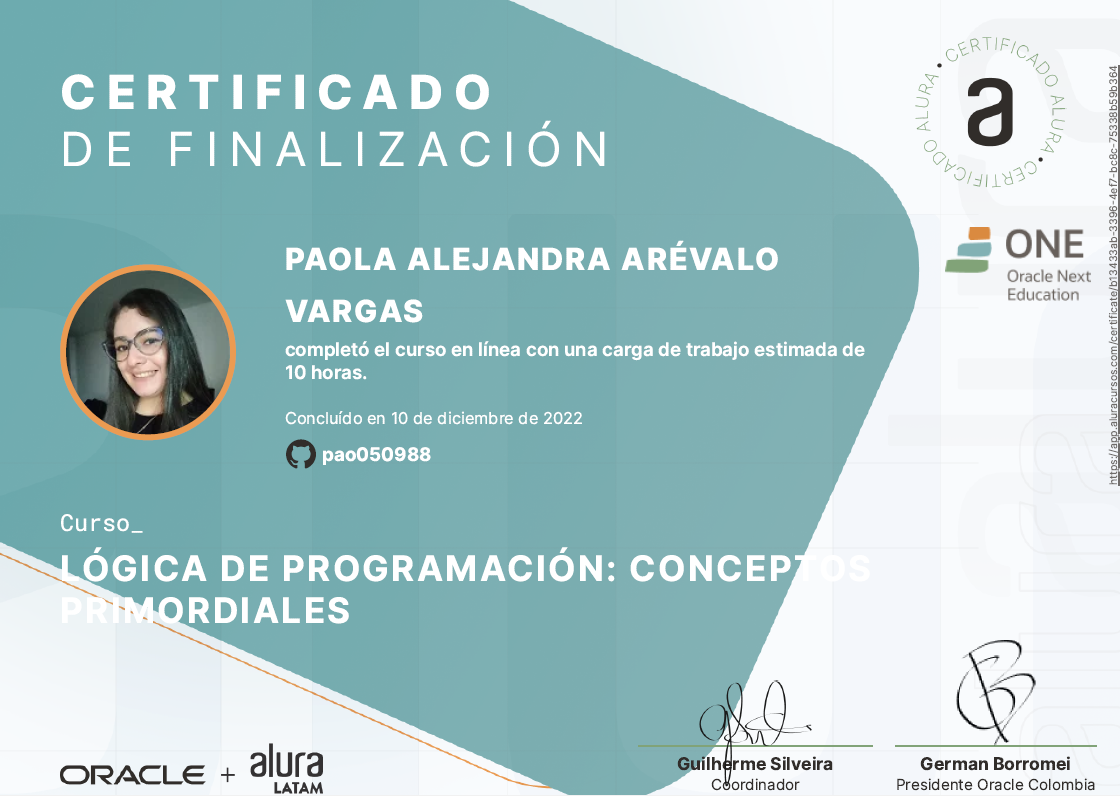 CERTIFICADO
DE FINALIZACIÓN
• CERTIFICADO ALURA • CERTIFICADO ALURA
a
ONE
Oracle Next
Education
https://app.aluracursos.com/certificate/b13433ab-3396-4ef7-bc8c-75338b59b364
PAOLA ALEJANDRA ARÉVALO
VARGAS
completó el curso en línea con una carga de trabajo estimada de
10 horas.
Concluído en 10 de diciembre de 2022
pao050988
Curso_
LÓGICA DE PROGRAMACIÓN: CONCEPTOS
PRIMORDIALES
ORACLE + alura
LATAM
Guilherme Silveira
Coordinador
German Borromei
Presidente Oracle Colombia